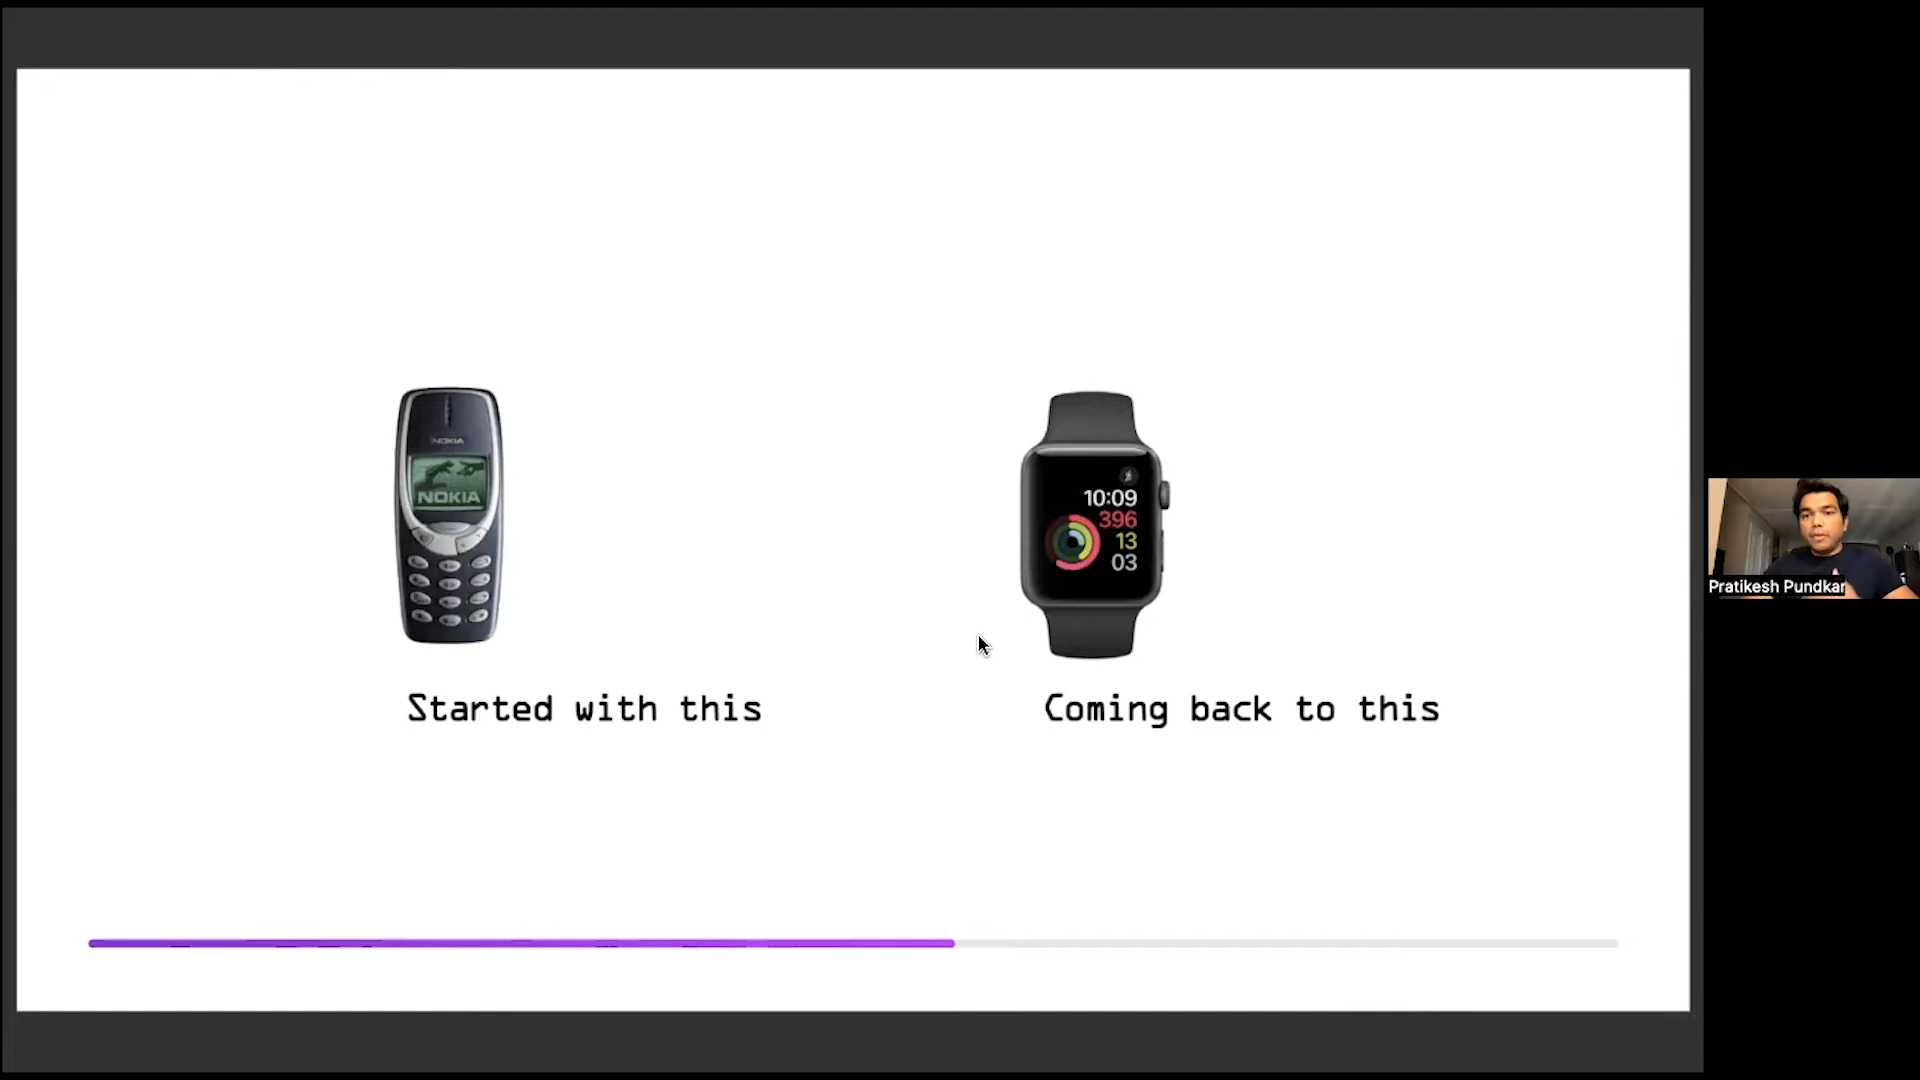 NOKIA
NOKIA
10:09
396
13
03
Started with this
Coming back to this
Pratikesh Pundkar